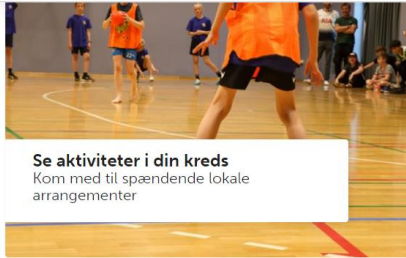 Se aktiviteter i din kreds
Kom med til spændende lokale
arrangementer